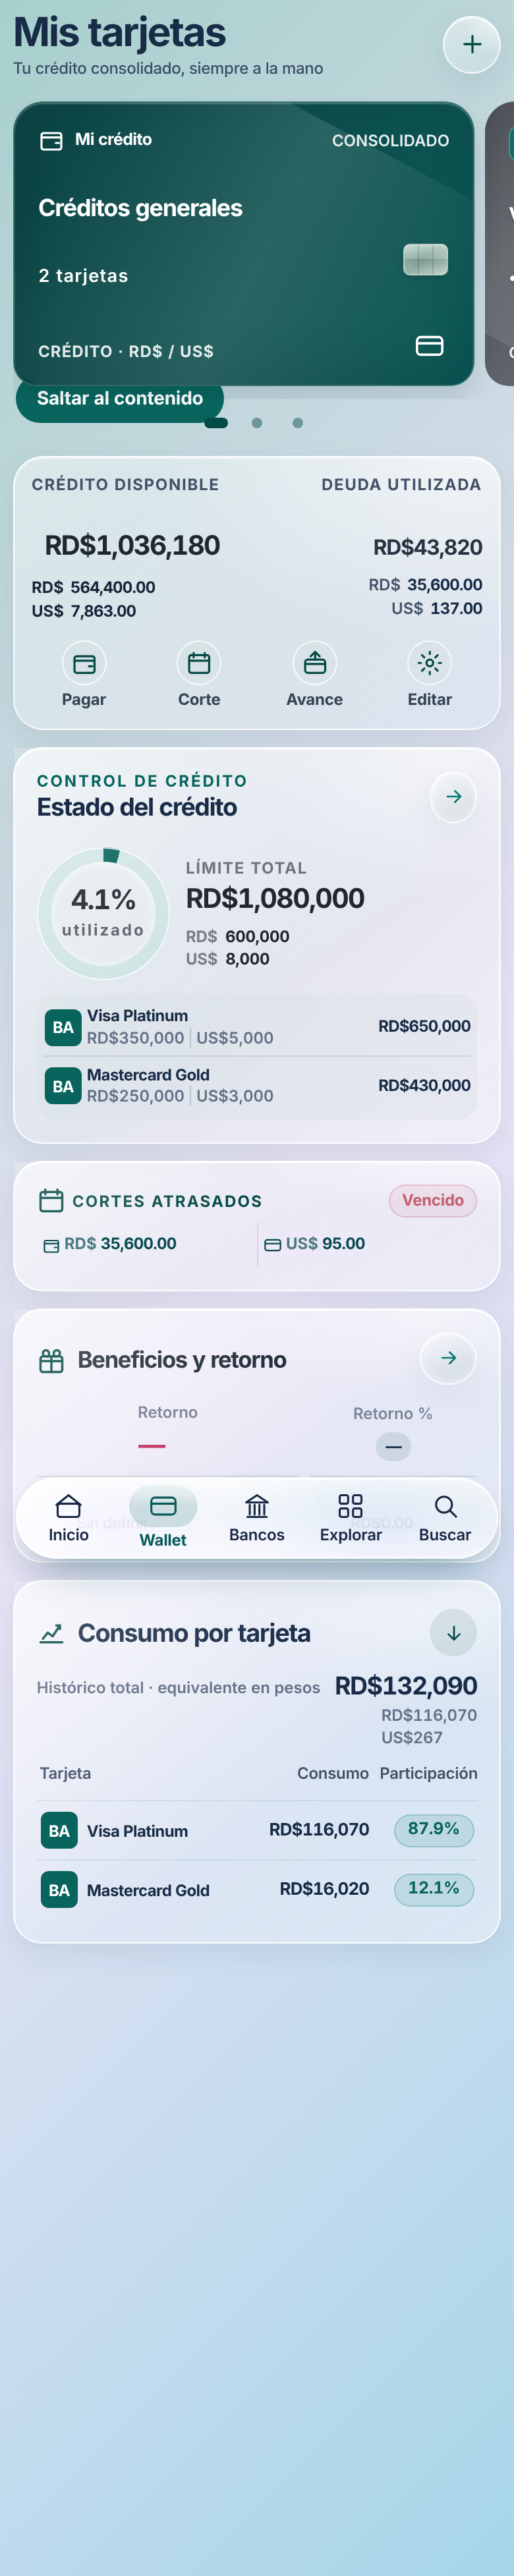 Mis tarjetas
Tu crédito consolidado, siempre a la mano
Mi crédito
CONSOLIDADO
Créditos generales
2 tarjetas
CRÉDITO · RD$ / US$
Saltar al contenido
CRÉDITO DISPONIBLE
DEUDA UTILIZADA
RD$1,036,180
RD$43,820
RD$ 564,400.00
RD$ 35,600.00
US$ 7,863.00
US$ 137.00
Pagar
Corte
Avance
Editar
CONTROL DE CRÉDITO
Estado del crédito
4.1%
utilizado
LÍMITE TOTAL
RD$1,080,000
RD$ 600,000
US$ 8,000
BA
Visa Platinum
RD$350,000 US$5,000
RD$650,000
BA
Mastercard Gold
RD$250,000 US$3,000
RD$430,000
CORTES ATRASADOS
Vencido
RD$ 35,600.00
US$ 95.00
Beneficios y retorno
Retorno
Retorno %
—
—
Sin definir
RD$0.00
Inicio
Wallet
Bancos
Explorar
Buscar
Consumo por tarjeta
Histórico total · equivalente en pesos
RD$132,090
RD$116,070
US$267
Tarjeta
Consumo
Participación
BA
Visa Platinum
RD$116,070
87.9%
BA
Mastercard Gold
RD$16,020
12.1%